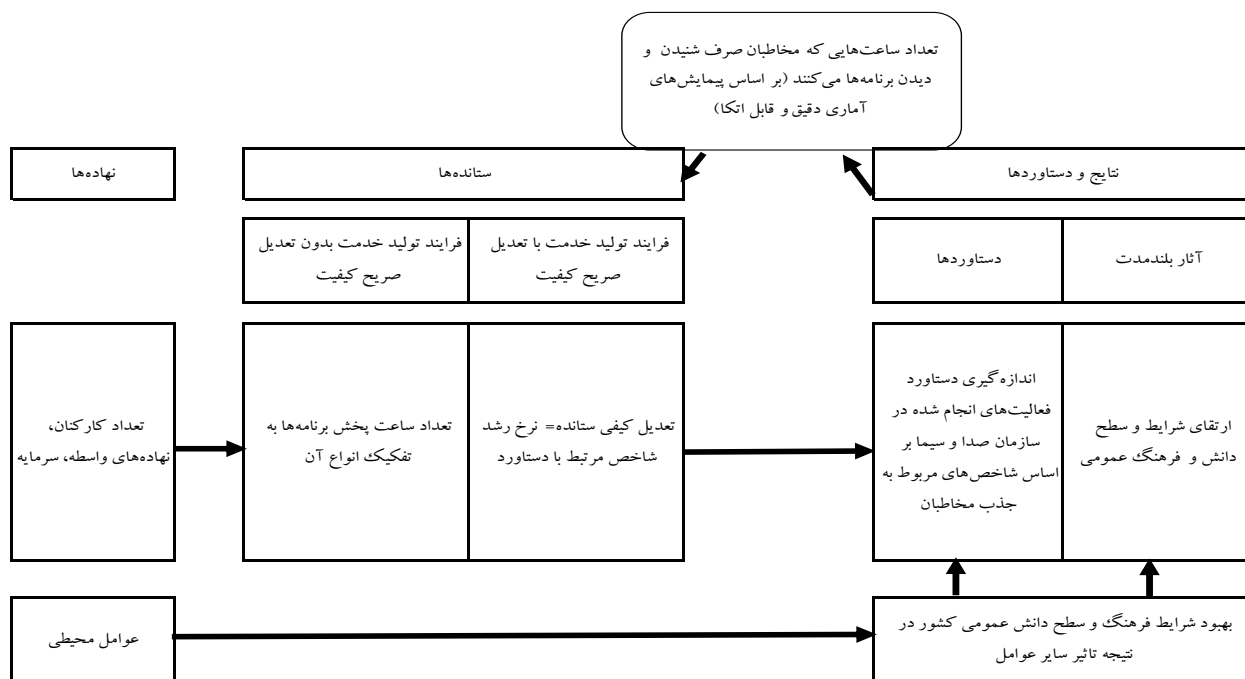 تعداد ساعت‌هایی که مخاطبان صرف شنیدن و
دیدن برنامه‌ها می‌کنند (بر اساس پیمایش‌های
آماری دقیق و قابل اتکا)
نتایج و دستاوردها
ستانده‌ها
نهاده‌ها
آثار بلندمدت
دستاوردها
فرایند تولید خدمت با تعدیل
صریح کیفیت
فرایند تولید خدمت بدون تعدیل
صریح کیفیت
ارتقای شرایط و سطح
دانش و فرهنگ عمومی
اندازه گیری دستاورد
فعالیت‌های انجام شده در
سازمان صدا و سیما بر
اساس شاخص‌های مربوط به
جذب مخاطبان
تعدیل کیفی ستانده= نرخ رشد
شاخص مرتبط با دستاورد
تعداد ساعت پخش برنامه‌ها به
تفکیک انواع آن
تعداد کارکنان،
نهاده‌های واسطه، سرمایه
بهبود شرایط فرهنگ و سطح دانش عمومی کشور در
نتیجه تاثیر سایر عوامل
عوامل محیطی